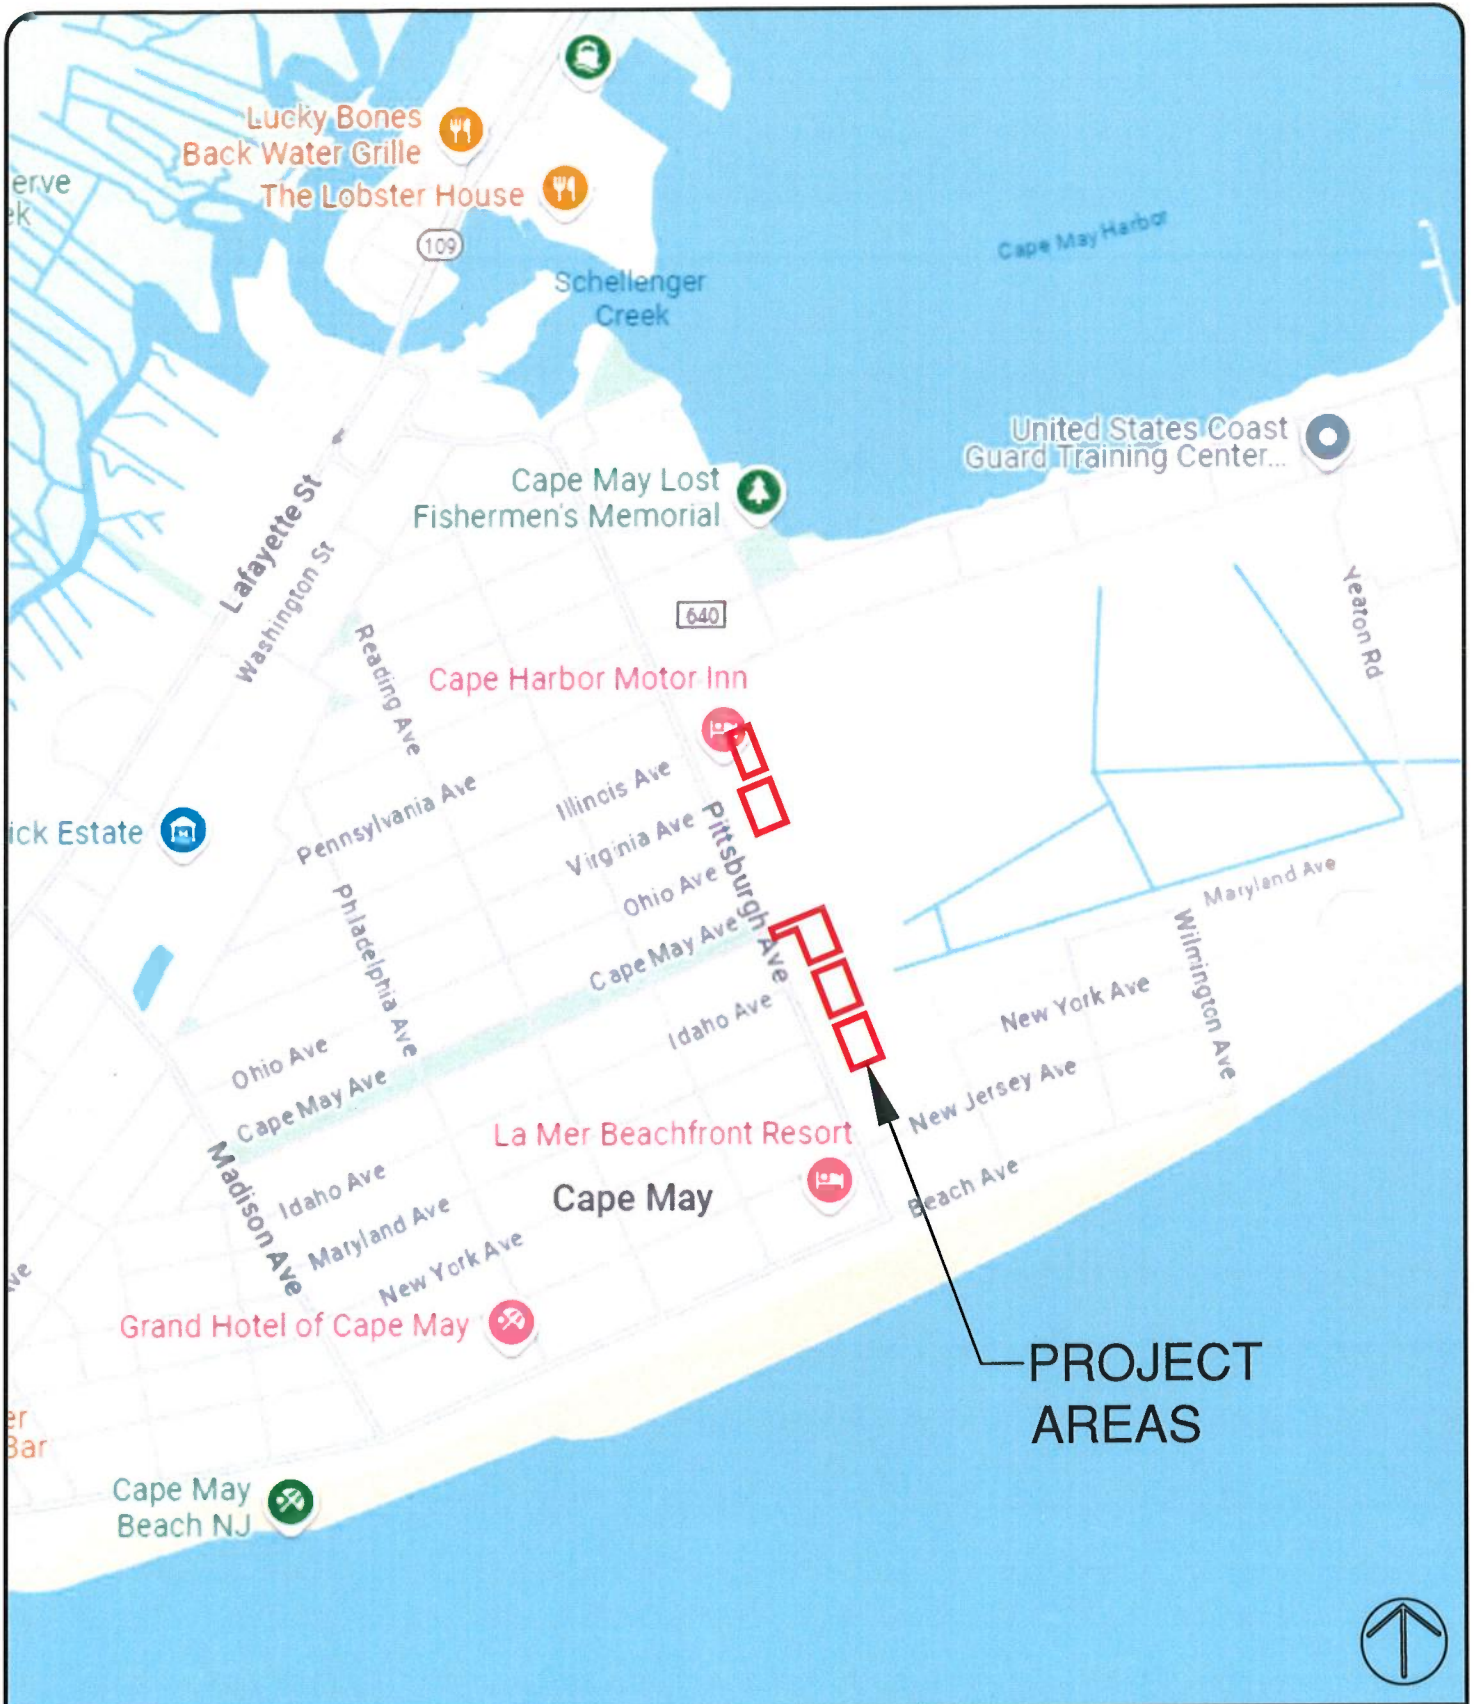 Lucky Bones
Back Water Grille
The Lobster House
erve
ek
109
Cape May Harbor
Schellenger
Creek
United States Coast
Guard Training Center...
Cape May Lost
Fishermen's Memorial
Lafayette St
Washington St
640
Yeaton Rd
Reading Ave
Cape Harbor Motor Inn
Illinois Ave
Pennsylvania Ave
Virginia Ave
Pittsburgh Ave
ick Estate
Ohio Ave
Maryland Ave
Philadelphia Ave
Cape May Ave
Wilmington Ave
New York Ave
Idaho Ave
Ohio Ave
Cape May Ave
New Jersey Ave
La Mer Beachfront Resort
Madison Ave
Idaho Ave
Cape May
Beach Ave
Maryland Ave
New York Ave
ve
Grand Hotel of Cape May
PROJECT
AREAS
er
Bar
Cape May
Beach NJ